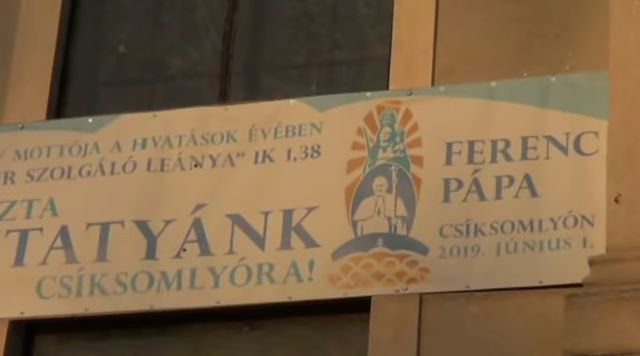 MOTTÓJA A HIVATÁSOK ÉVÉBEN
R SZOLGÁLÓ LEÁNYA" lK 1,38
ZTA
TATYÁNK
CSÍKSOMLYÓRA!
FERENC
PÁPA
CSÍKSOMLYÓN
2019. JÚNIUS 1.